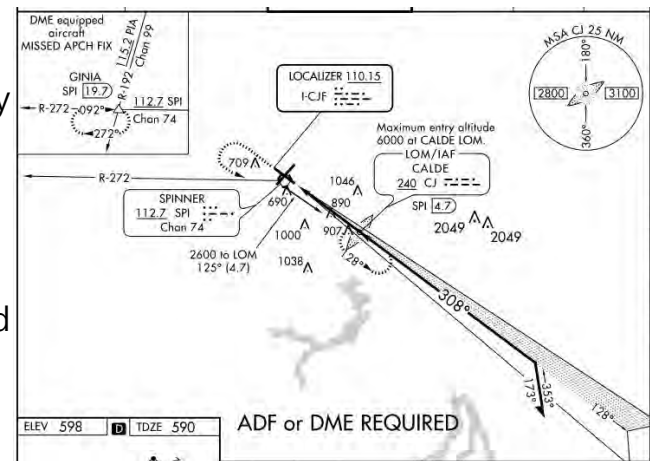 DME equipped
aircraft
MISSED APCH FIX
GINIA
SPI 19.7
R-192
115.2 PIA
Chan 99
R-272
092°
272°
112.7 SPI
Chan 74
y
LOCALIZER 110.15
I-CJF
MSA CJ 25 NM
180°
2800
3100
360°
Maximum entry altitude
6000 at CALDE LOM.
LOM/IAF
CALDE
240 CJ
SPI 4.7
709
R-272
SPINNER
112.7 SPI
Chan 74
690
1046
890
907
1000
1038
2049
2049
2600 to LOM
125° (4.7)
128°
308°
d
173°
353°
128°
ELEV 598
D
TDZE 590
ADF or DME REQUIRED